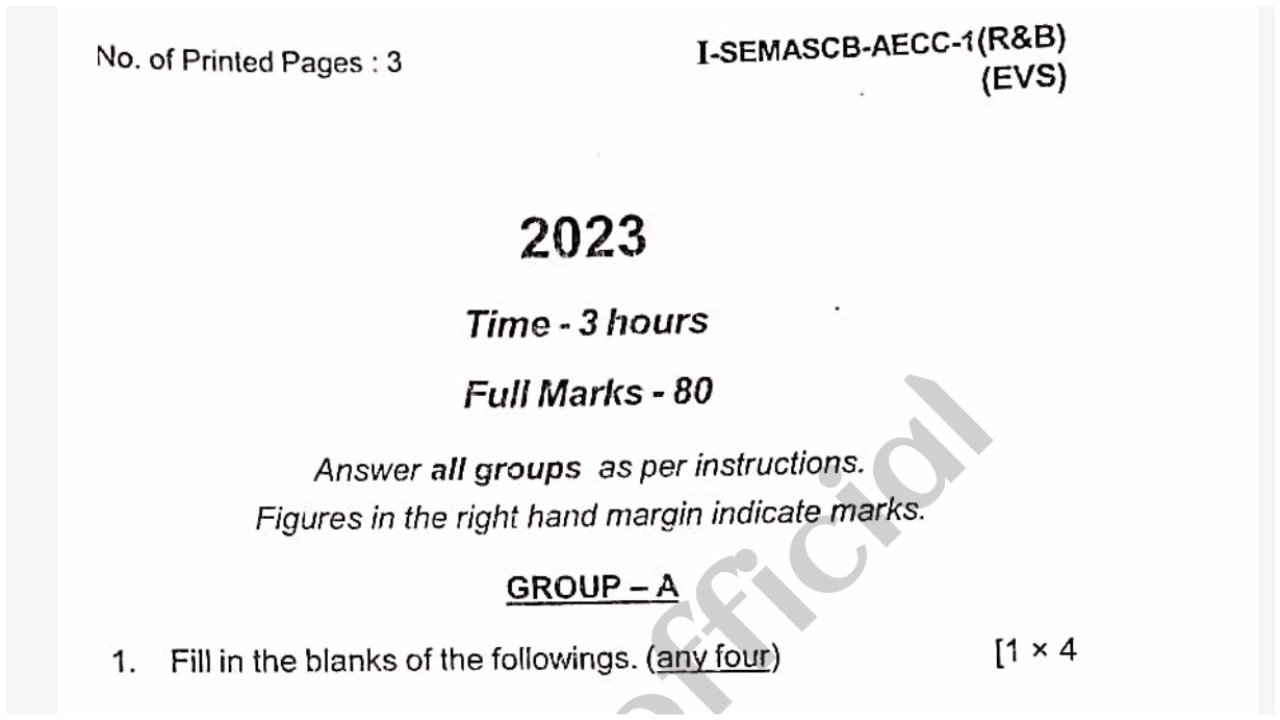 No. of Printed Pages : 3
I-SEMASCB-AECC-1(R&B)
(EVS)
2023
Time - 3 hours
Full Marks - 80
Answer all groups as per instructions.
Figures in the right hand margin indicate marks.
GROUP – A
1. Fill in the blanks of the followings. (any four) [1 × 4
official